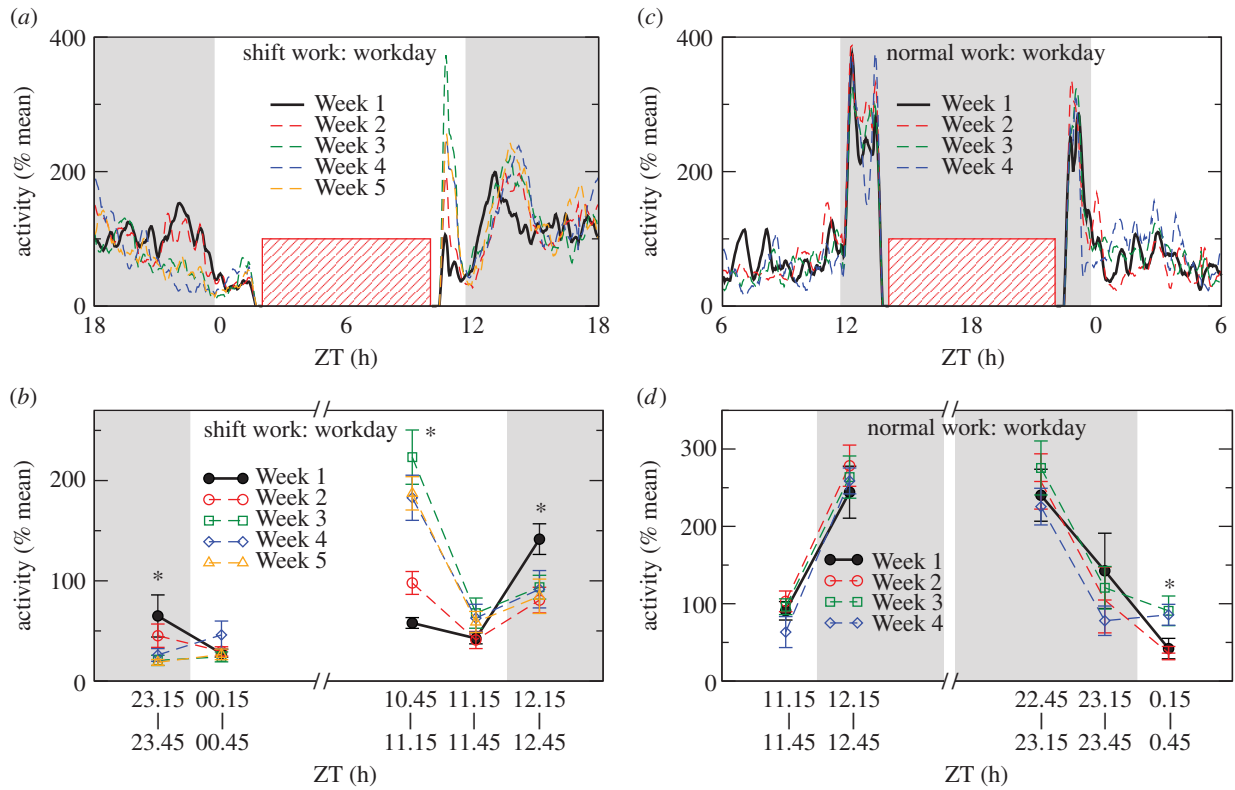 (a)
400
200
0
activity (% mean)
shift work: workday
Week 1
Week 2
Week 3
Week 4
Week 5
18
0
6
12
18
ZT (h)
(c)
400
200
0
activity (% mean)
normal work: workday
Week 1
Week 2
Week 3
Week 4
6
12
18
0
6
ZT (h)
(b)
200
100
0
activity (% mean)
shift work: workday
Week 1
Week 2
Week 3
Week 4
Week 5
*
*
*
23.15 00.15 10.45 11.15 12.15
23.45 00.45 11.15 11.45 12.45
ZT (h)
(d)
300
200
100
0
activity (% mean)
normal work: workday
Week 1
Week 2
Week 3
Week 4
*
11.15 12.15 22.45 23.15 0.15
11.45 12.45 23.15 23.45 0.45
ZT (h)